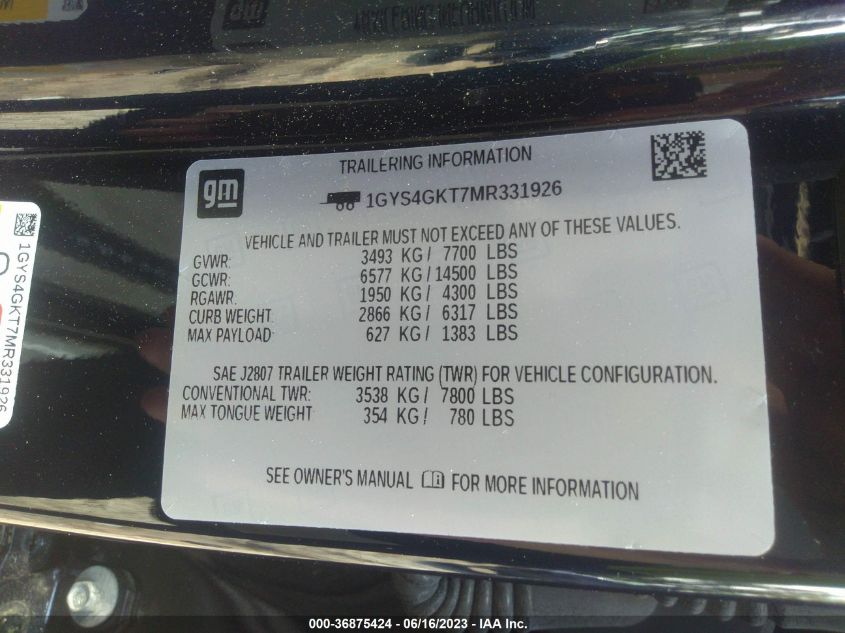 TRAILERING INFORMATION
gm
1GYS4GKT7MR331926
VEHICLE AND TRAILER MUST NOT EXCEED ANY OF THESE VALUES.
GVWR: 3493 KG/ 7700 LBS
GCWR: 6577 KG/ 14500 LBS
RGAWR: 1950 KG/ 4300 LBS
CURB WEIGHT: 2866 KG/ 6317 LBS
MAX PAYLOAD: 627 KG/ 1383 LBS
SAE J2807 TRAILER WEIGHT RATING (TWR) FOR VEHICLE CONFIGURATION.
CONVENTIONAL TWR: 3538 KG/ 7800 LBS
MAX TONGUE WEIGHT 354 KG/ 780 LBS
SEE OWNER'S MANUAL FOR MORE INFORMATION
1GYS4GKT7MR331926
000-36875424 - 06/16/2023 - IAA Inc.